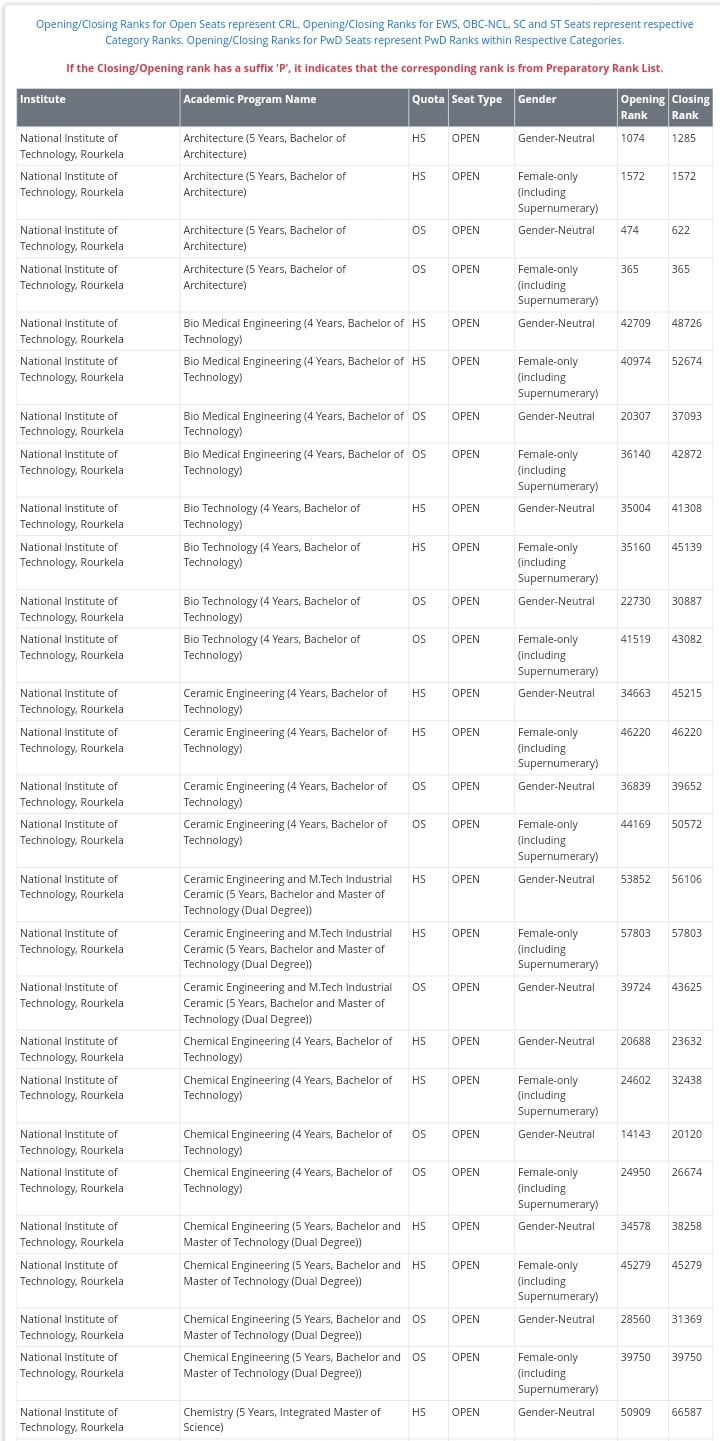 Opening/Closing Ranks for Open Seats represent CRL. Opening/Closing Ranks for EWS, OBC-NCL, SC and ST Seats represent respective
Category Ranks. Opening/Closing Ranks for PwD Seats represent PwD Ranks within Respective Categories.
If the Closing/Opening rank has a suffix 'P', it indicates that the corresponding rank is from Preparatory Rank List.
Institute Academic Program Name Quota Seat Type Gender Opening Closing
Rank Rank
National Institute of Architecture (5 Years, Bachelor of HS OPEN Gender-Neutral 1074 1285
Technology, Rourkela Architecture)
National Institute of Architecture (5 Years, Bachelor of HS OPEN Female-only 1572 1572
Technology, Rourkela Architecture) (including
Supernumerary)
National Institute of Architecture (5 Years, Bachelor of OS OPEN Gender-Neutral 474 622
Technology, Rourkela Architecture)
National Institute of Architecture (5 Years, Bachelor of OS OPEN Female-only 365 365
Technology, Rourkela Architecture) (including
Supernumerary)
National Institute of Bio Medical Engineering (4 Years, Bachelor of HS OPEN Gender-Neutral 42709 48726
Technology, Rourkela Technology)
National Institute of Bio Medical Engineering (4 Years, Bachelor of HS OPEN Female-only 40974 52674
Technology, Rourkela Technology) (including
Supernumerary)
National Institute of Bio Medical Engineering (4 Years, Bachelor of OS OPEN Gender-Neutral 20307 37093
Technology, Rourkela Technology)
National Institute of Bio Medical Engineering (4 Years, Bachelor of OS OPEN Female-only 36140 42872
Technology, Rourkela Technology) (including
Supernumerary)
National Institute of Bio Technology (4 Years, Bachelor of HS OPEN Gender-Neutral 35004 41308
Technology, Rourkela Technology)
National Institute of Bio Technology (4 Years, Bachelor of HS OPEN Female-only 35160 45139
Technology, Rourkela Technology) (including
Supernumerary)
National Institute of Bio Technology (4 Years, Bachelor of OS OPEN Gender-Neutral 22730 30887
Technology, Rourkela Technology)
National Institute of Bio Technology (4 Years, Bachelor of OS OPEN Female-only 41519 43082
Technology, Rourkela Technology) (including
Supernumerary)
National Institute of Ceramic Engineering (4 Years, Bachelor of HS OPEN Gender-Neutral 34663 45215
Technology, Rourkela Technology)
National Institute of Ceramic Engineering (4 Years, Bachelor of HS OPEN Female-only 46220 46220
Technology, Rourkela Technology) (including
Supernumerary)
National Institute of Ceramic Engineering (4 Years, Bachelor of OS OPEN Gender-Neutral 36839 39652
Technology, Rourkela Technology)
National Institute of Ceramic Engineering (4 Years, Bachelor of OS OPEN Female-only 44169 50572
Technology, Rourkela Technology) (including
Supernumerary)
National Institute of Ceramic Engineering and M.Tech Industrial HS OPEN Gender-Neutral 53852 56106
Technology, Rourkela Ceramic (5 Years, Bachelor and Master of
Technology (Dual Degree))
National Institute of Ceramic Engineering and M.Tech Industrial HS OPEN Female-only 57803 57803
Technology, Rourkela Ceramic (5 Years, Bachelor and Master of (including
Technology (Dual Degree)) Supernumerary)
National Institute of Ceramic Engineering and M.Tech Industrial OS OPEN Gender-Neutral 39724 43625
Technology, Rourkela Ceramic (5 Years, Bachelor and Master of
Technology (Dual Degree))
National Institute of Chemical Engineering (4 Years, Bachelor of HS OPEN Gender-Neutral 20688 23632
Technology, Rourkela Technology)
National Institute of Chemical Engineering (4 Years, Bachelor of HS OPEN Female-only 24602 32438
Technology, Rourkela Technology) (including
Supernumerary)
National Institute of Chemical Engineering (4 Years, Bachelor of OS OPEN Gender-Neutral 14143 20120
Technology, Rourkela Technology)
National Institute of Chemical Engineering (4 Years, Bachelor of OS OPEN Female-only 24950 26674
Technology, Rourkela Technology) (including
Supernumerary)
National Institute of Chemical Engineering (5 Years, Bachelor and HS OPEN Gender-Neutral 34578 38258
Technology, Rourkela Master of Technology (Dual Degree))
National Institute of Chemical Engineering (5 Years, Bachelor and HS OPEN Female-only 45279 45279
Technology, Rourkela Master of Technology (Dual Degree)) (including
Supernumerary)
National Institute of Chemical Engineering (5 Years, Bachelor and OS OPEN Gender-Neutral 28560 31369
Technology, Rourkela Master of Technology (Dual Degree))
National Institute of Chemical Engineering (5 Years, Bachelor and OS OPEN Female-only 39750 39750
Technology, Rourkela Master of Technology (Dual Degree)) (including
Supernumerary)
National Institute of Chemistry (5 Years, Integrated Master of HS OPEN Gender-Neutral 50909 66587
Technology, Rourkela Science)